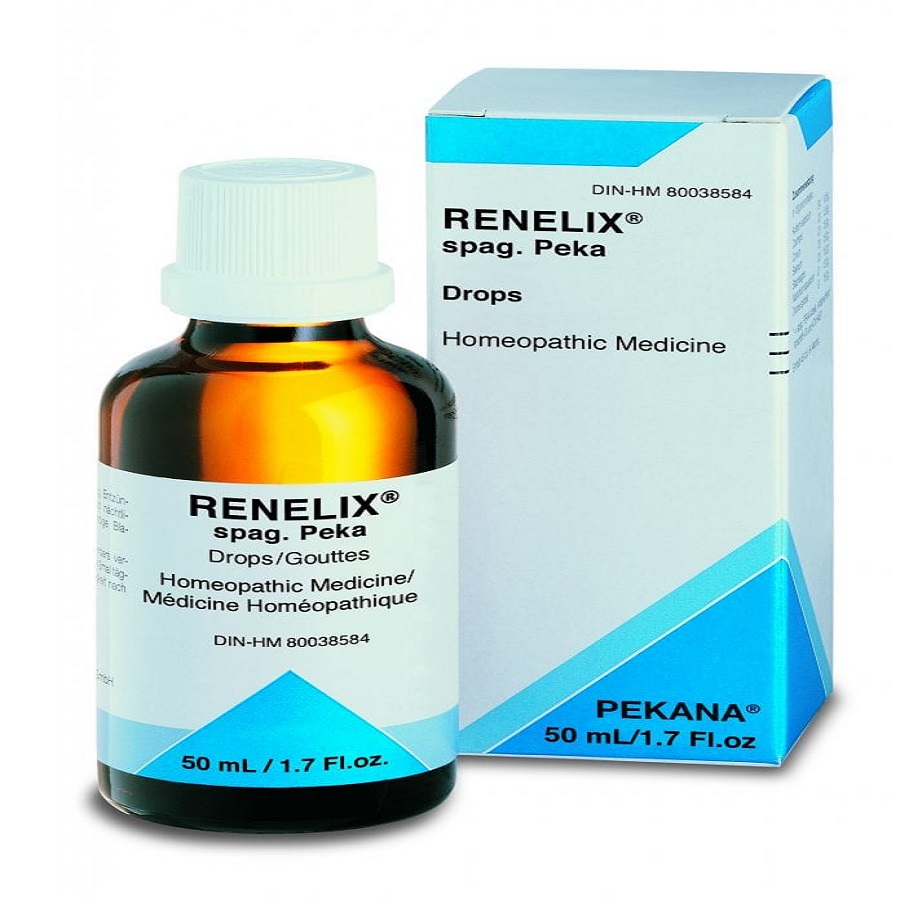 DIN-HM 80038584
RENELIX®
spag. Peka
Drops
Homeopathic Medicine
PEKANA®
50 mL/1.7 Fl.oz
RENELIX®
spag. Peka
Drops/Gouttes
Homeopathic Medicine/
Médicine Homéopathique
DIN-HM 80038584
50 mL / 1.7 Fl.oz.